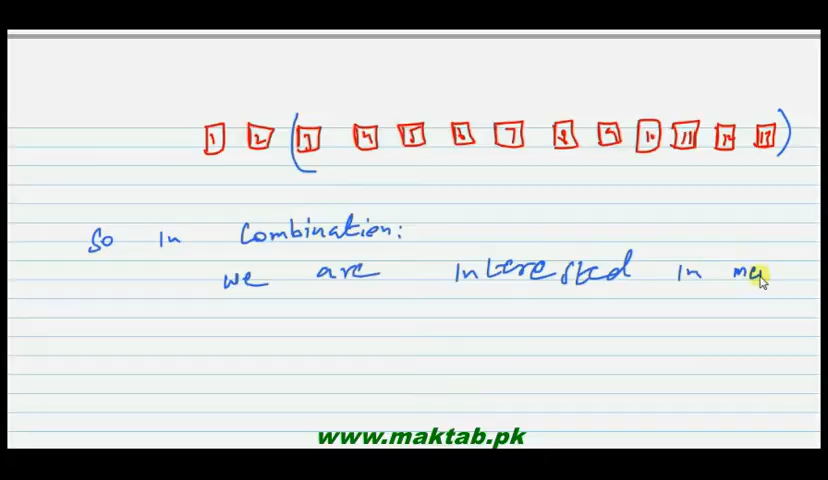 1 2 ( 3 4 5 6 7 8 9 10 11 12 13 )
So in Combination:
we are interested in me
www.maktab.pk